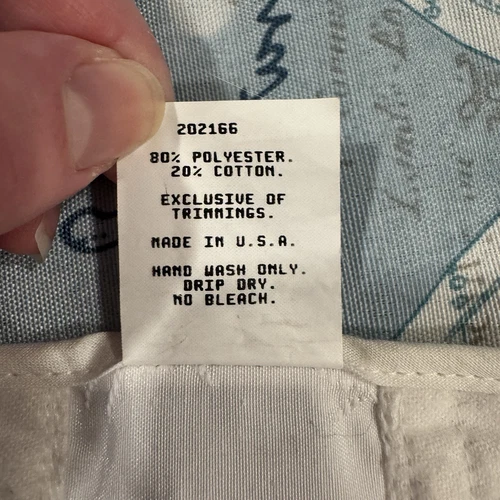 202166
80% POLYESTER.
20% COTTON.
EXCLUSIVE OF
TRIMMINGS.
MADE IN U.S.A.
HAND WASH ONLY.
DRIP DRY.
NO BLEACH.